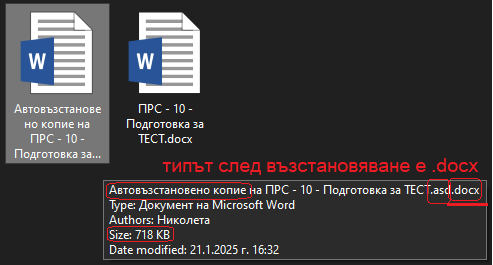 W
W
Автовъзстанове
но копие на
ПРС - 10 -
Подготовка за...
ПРС - 10 -
Подготовка за
ТЕСТ.docx
типът след възстановяване е .docx
Автовъзстановено копие на ПРС - 10 - Подготовка за ТЕСТ.asd.docx
Type: Документ на Microsoft Word
Authors: Николета
Size: 718 KB
Date modified: 21.1.2025 г. 16:32